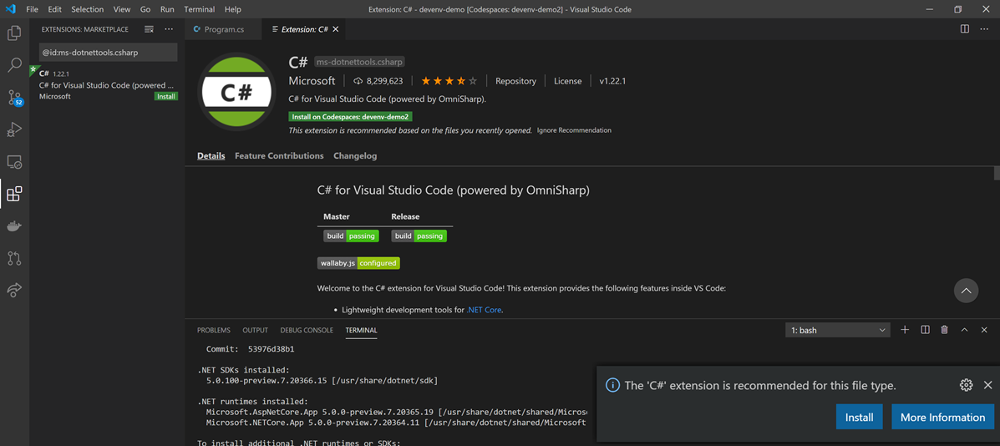 File Edit Selection View Go Run Terminal Help
Extension: C# - devenv-demo [Codespaces: devenv-demo2] - Visual Studio Code
EXTENSIONS: MARKETPLACE
@id:ms-dotnettools.csharp
C# 1.22.1
C# for Visual Studio Code (powered ...
Microsoft Install
52
C# Program.cs
Extension: C#
C#
C# ms-dotnettools.csharp
Microsoft 8,299,623 Repository License v1.22.1
C# for Visual Studio Code (powered by OmniSharp).
Install on Codespaces: devenv-demo2
This extension is recommended based on the files you recently opened. Ignore Recommendation
Details Feature Contributions Changelog
C# for Visual Studio Code (powered by OmniSharp)
Master Release
build passing build passing
wallaby.js configured
Welcome to the C# extension for Visual Studio Code! This extension provides the following features inside VS Code:
• Lightweight development tools for .NET Core.
PROBLEMS OUTPUT DEBUG CONSOLE TERMINAL 1: bash
Commit: 53976d38b1
.NET SDKs installed:
5.0.100-preview.7.20366.15 [/usr/share/dotnet/sdk]
.NET runtimes installed:
Microsoft.AspNetCore.App 5.0.0-preview.7.20365.19 [/usr/share/dotnet/shared/Microso
Microsoft.NETCore.App 5.0.0-preview.7.20364.11 [/usr/share/dotnet/shared/Microsoft
To install additional .NET runtimes or SDKs:
The 'C#' extension is recommended for this file type.
Install More Information